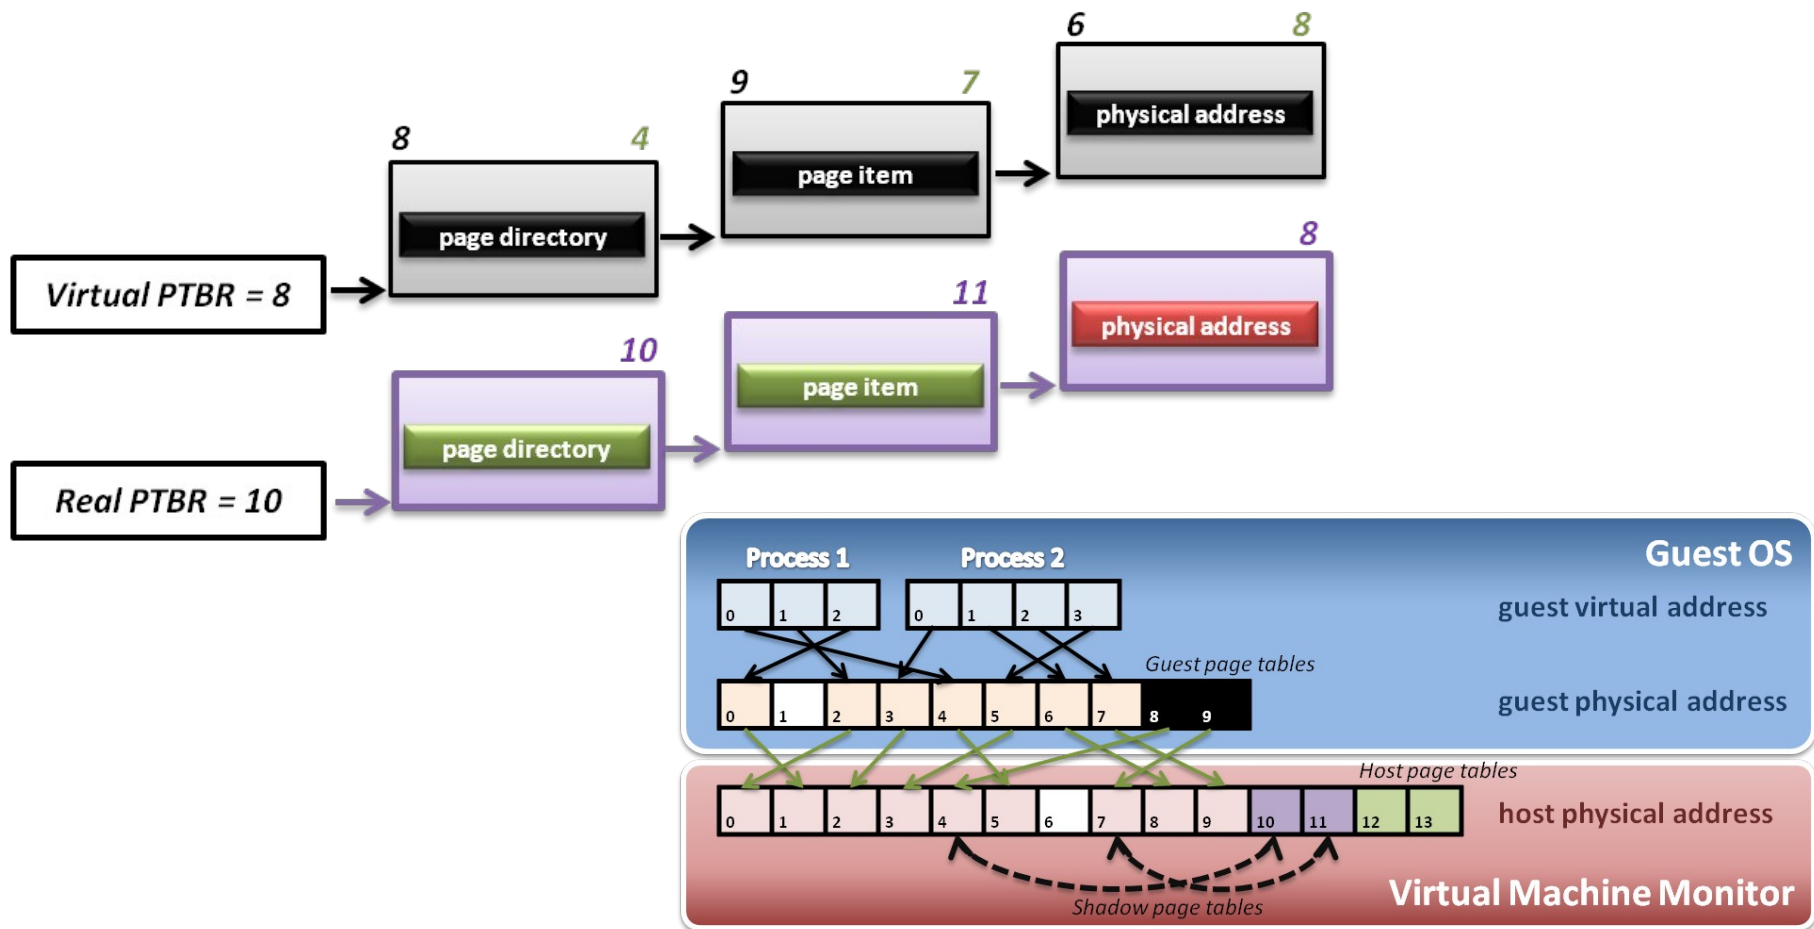 6 8
physical address
9 7
page item
8 4
page directory
Virtual PTBR = 8
8
physical address
11
page item
10
page directory
Real PTBR = 10
Guest OS
Process 1 Process 2
0 1 2 0 1 2 3
guest virtual address
Guest page tables
0 1 2 3 4 5 6 7 8 9
guest physical address
Host page tables
0 1 2 3 4 5 6 7 8 9 10 11 12 13
host physical address
Shadow page tables
Virtual Machine Monitor